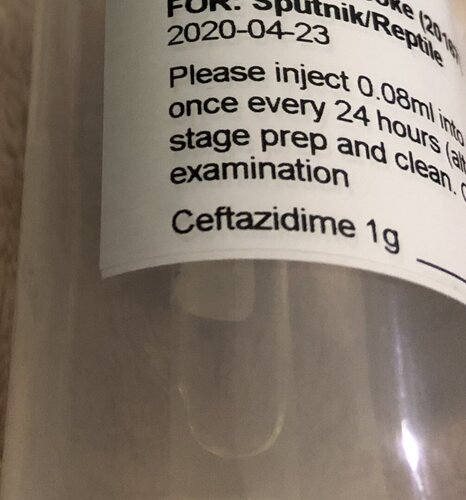 FOR: Sputnik/Reptile
2020-04-23
Please inject 0.08ml into
once every 24 hours
stage prep and clean.
examination
Ceftazidime 1g